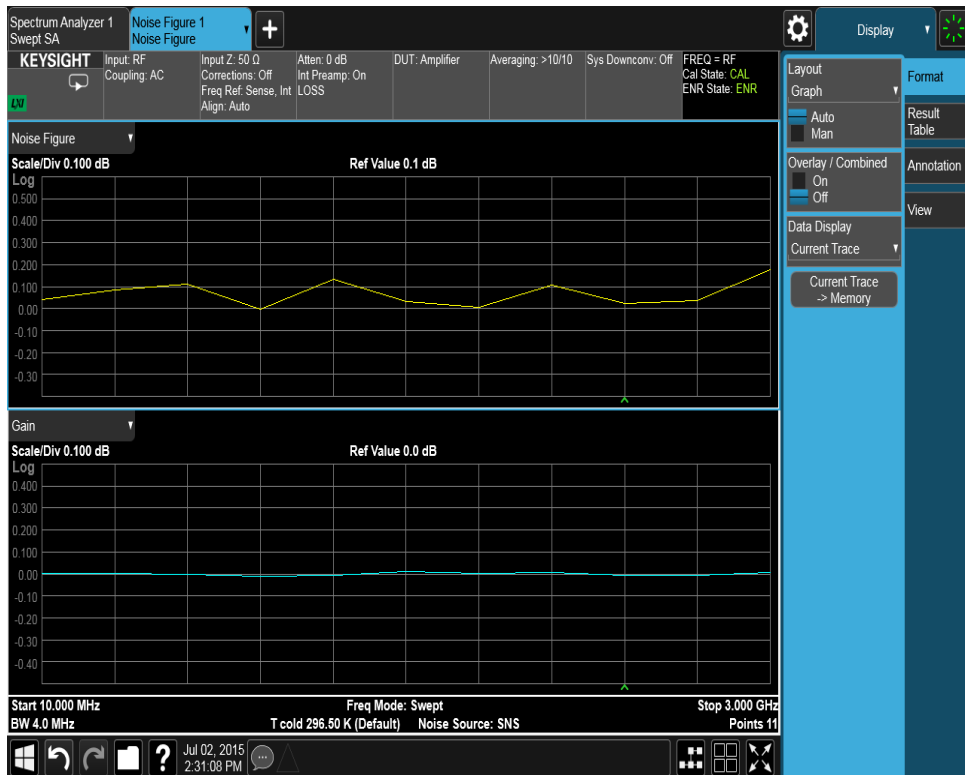 Spectrum Analyzer 1
Swept SA
Noise Figure 1
Noise Figure
Display
KEYSIGHT
LXI
Input: RF
Coupling: AC
Input Z: 50 Ω
Corrections: Off
Freq Ref: Sense, Int
Align: Auto
Atten: 0 dB
Int Preamp: On
LOSS
DUT: Amplifier
Averaging: >10/10
Sys Downconv: Off
FREQ = RF
Cal State: CAL
ENR State: ENR
Noise Figure
Scale/Div 0.100 dB
Ref Value 0.1 dB
Log
0.500
0.400
0.300
0.200
0.100
0.00
-0.10
-0.20
-0.30
Gain
Scale/Div 0.100 dB
Ref Value 0.0 dB
Log
0.400
0.300
0.200
0.100
0.00
-0.10
-0.20
-0.30
-0.40
Start 10.000 MHz
Freq Mode: Swept
Stop 3.000 GHz
BW 4.0 MHz
T cold 296.50 K (Default)
Noise Source: SNS
Points 11
Jul 02, 2015
2:31:08 PM
Layout
Graph
Auto
Man
Overlay / Combined
On
Off
Data Display
Current Trace
Current Trace
-> Memory
Format
Result
Table
Annotation
View